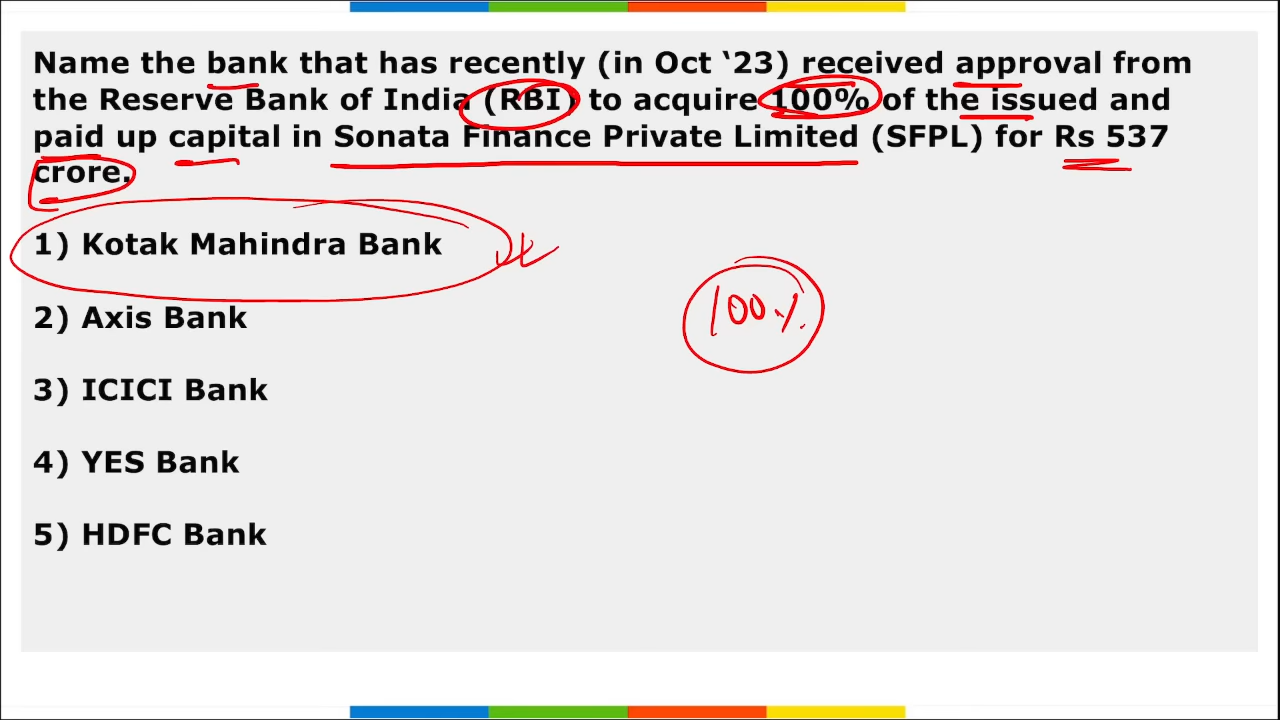 Name the bank that has recently (in Oct ‘23) received approval from
the Reserve Bank of India (RBI) to acquire 100% of the issued and
paid up capital in Sonata Finance Private Limited (SFPL) for Rs 537
crore.
1) Kotak Mahindra Bank
2) Axis Bank
100%
3) ICICI Bank
4) YES Bank
5) HDFC Bank